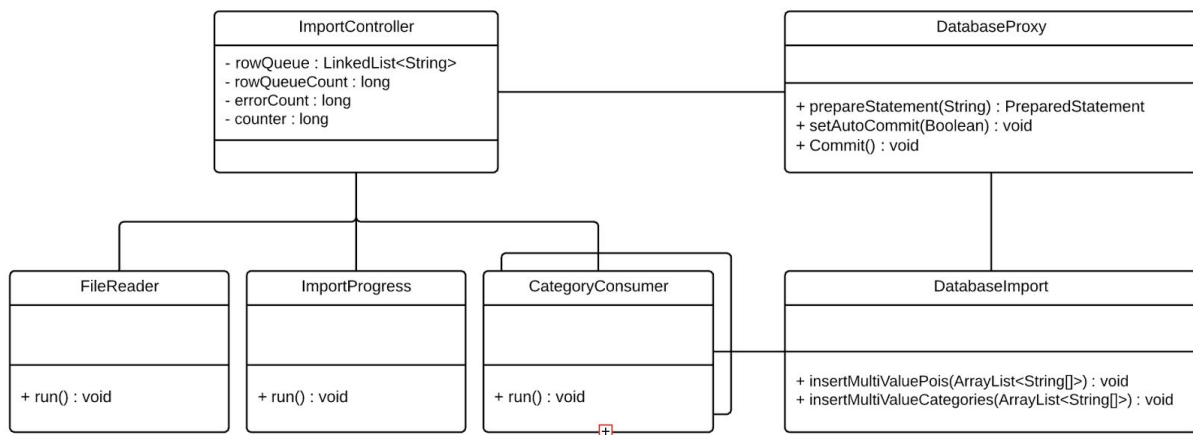 ImportController
- rowQueue : LinkedList<String>
- rowQueueCount : long
- errorCount : long
- counter : long
DatabaseProxy
+ prepareStatement(String) : PreparedStatement
+ setAutoCommit(Boolean) : void
+ Commit() : void
FileReader
+ run() : void
ImportProgress
+ run() : void
CategoryConsumer
+ run() : void
DatabaseImport
+ insertMultiValuePois(ArrayList<String[]>) : void
+ insertMultiValueCategories(ArrayList<String[]>) : void